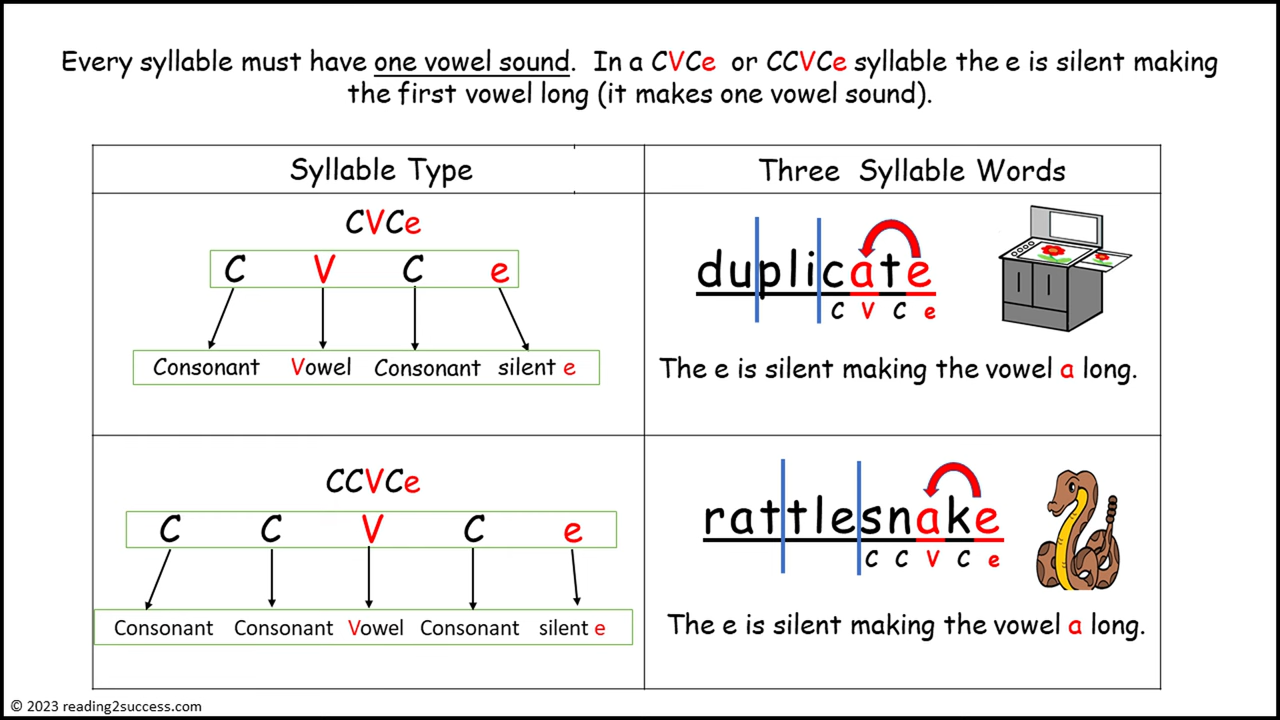 Every syllable must have one vowel sound. In a CVCe or CCVCe syllable the e is silent making
the first vowel long (it makes one vowel sound).
Syllable Type
Three Syllable Words
CVCe
C V C e
Consonant Vowel Consonant silent e
duplicate
C V C e
The e is silent making the vowel a long.
CCVCe
C C V C e
Consonant Consonant Vowel Consonant silent e
rattlesnake
C C V C e
The e is silent making the vowel a long.
© 2023 reading2success.com